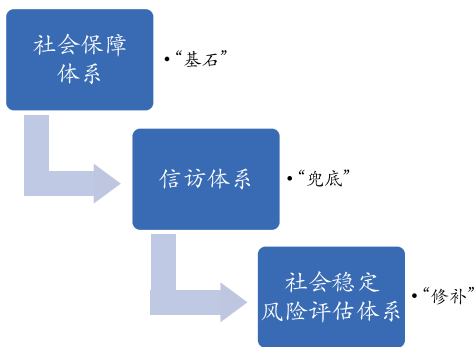 社会保障
体系
•“基石”
信访体系
•“兜底”
社会稳定
风险评估体系
•“修补”